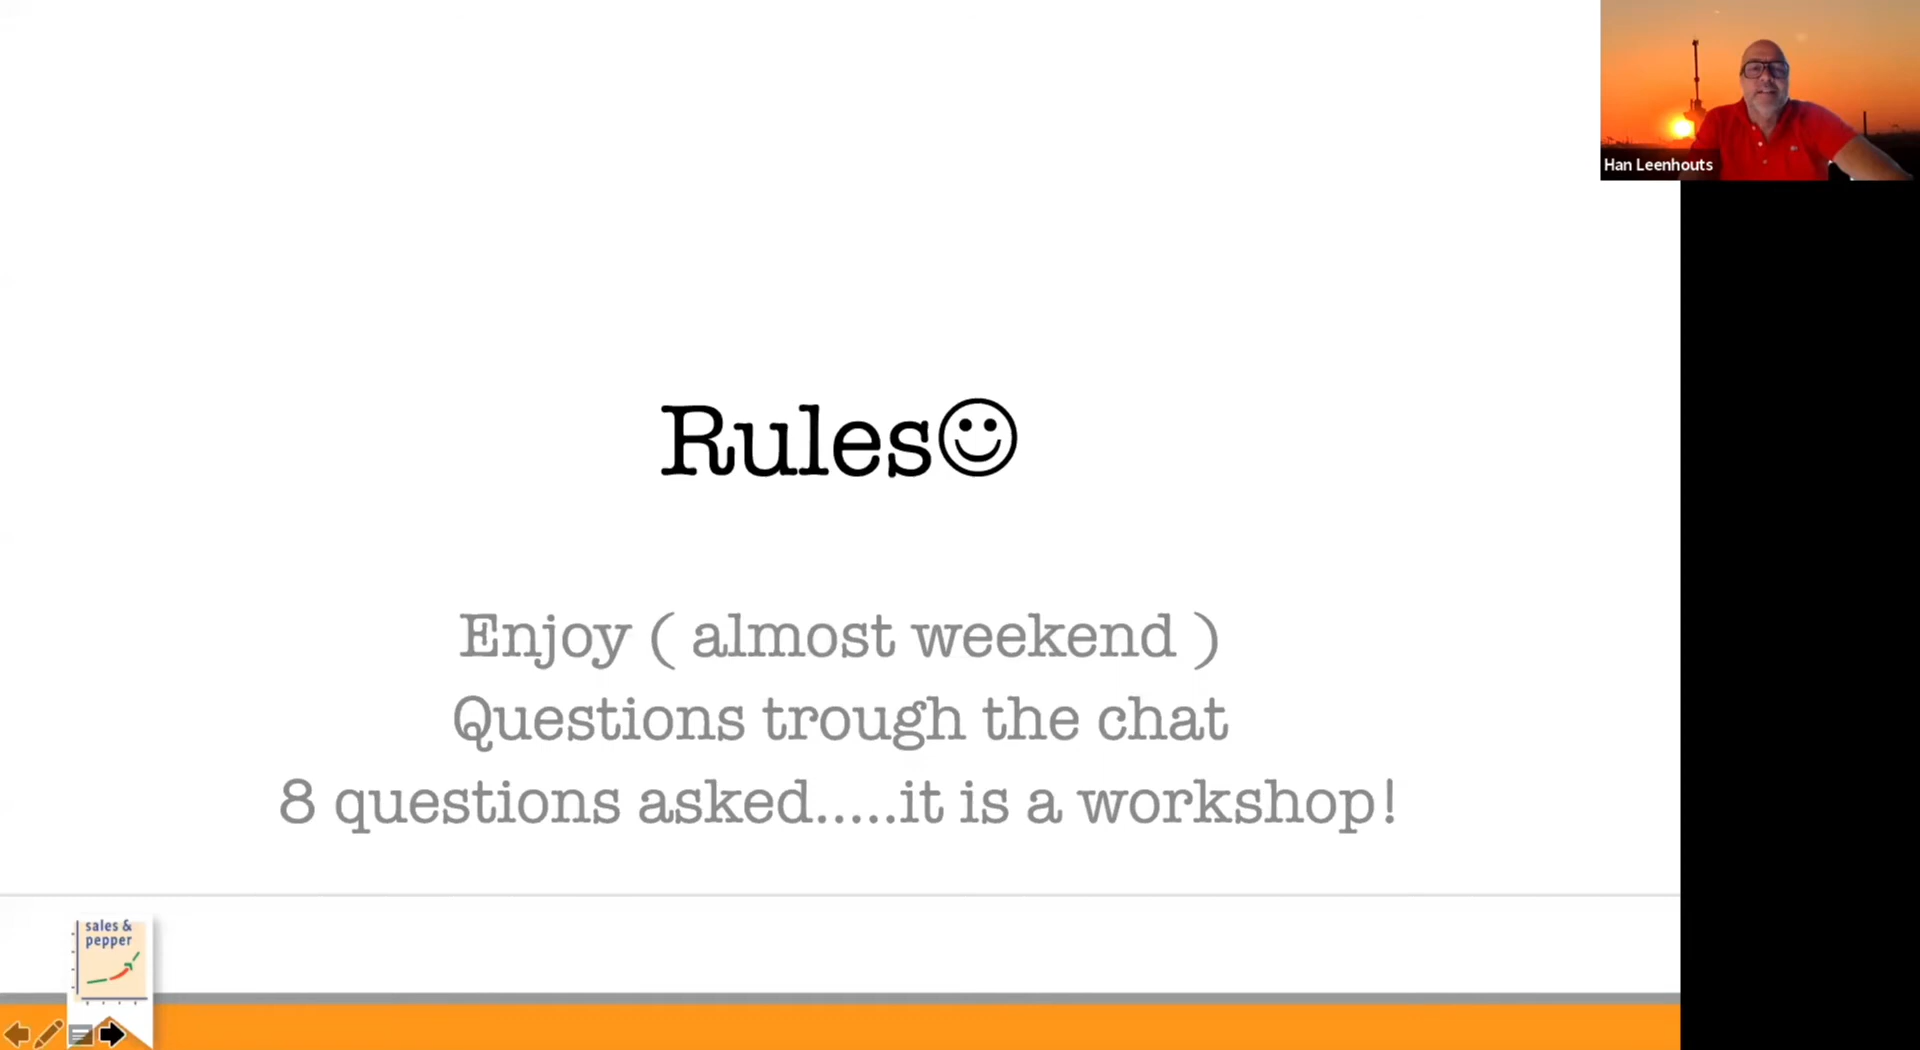 Han Leenhouts
Rules☺
Enjoy ( almost weekend )
Questions trough the chat
8 questions asked.....it is a workshop!
sales &
pepper